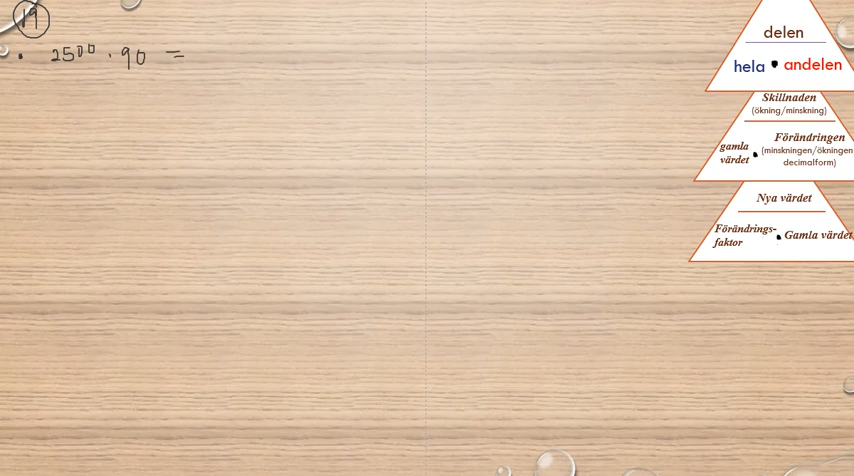 19
• 2500 · 90 =
delen
hela • andelen
Skillnaden
(ökning/minskning)
gamla värdet • Förändringen
(minskningen/ökningen
decimalform)
Nya värdet
Förändrings-
faktor • Gamla värdet